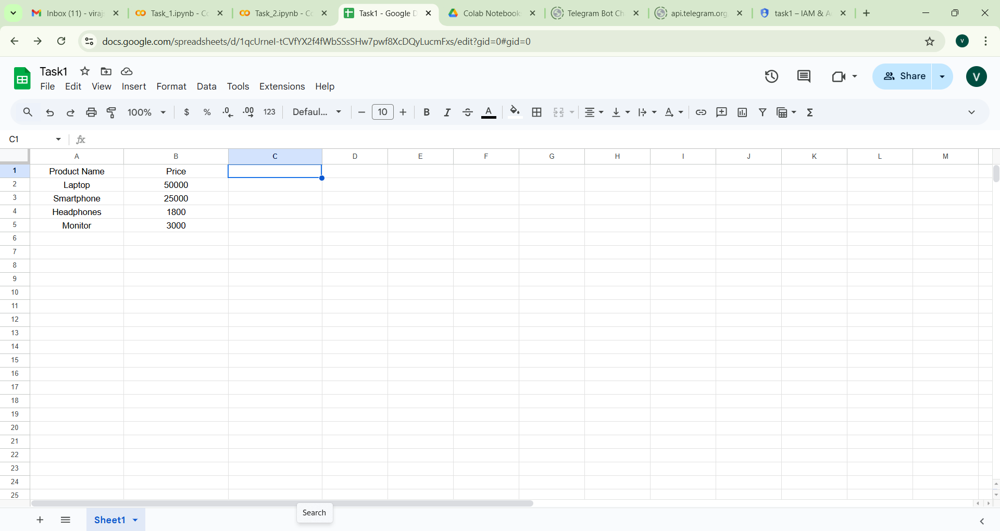 Inbox (11) - viraj
Task_1.ipynb - Co
Task_2.ipynb - Co
Task1 - Google D
Colab Notebook
Telegram Bot Ch
api.telegram.org
task1 – IAM & A
docs.google.com/spreadsheets/d/1qcUrneI-tCVfYX2f4fWbSSsSHw7pwf8XcDQyLucmFxs/edit?gid=0#gid=0
V
Task1
File Edit View Insert Format Data Tools Extensions Help
Share
V
100% $ % .0 .00 123 Defaul... 10 B I A Σ
C1 fx
A B C D E F G H I J K L M
1 Product Name Price
2 Laptop 50000
3 Smartphone 25000
4 Headphones 1800
5 Monitor 3000
6
7
8
9
10
11
12
13
14
15
16
17
18
19
20
21
22
23
24
25
Search
Sheet1